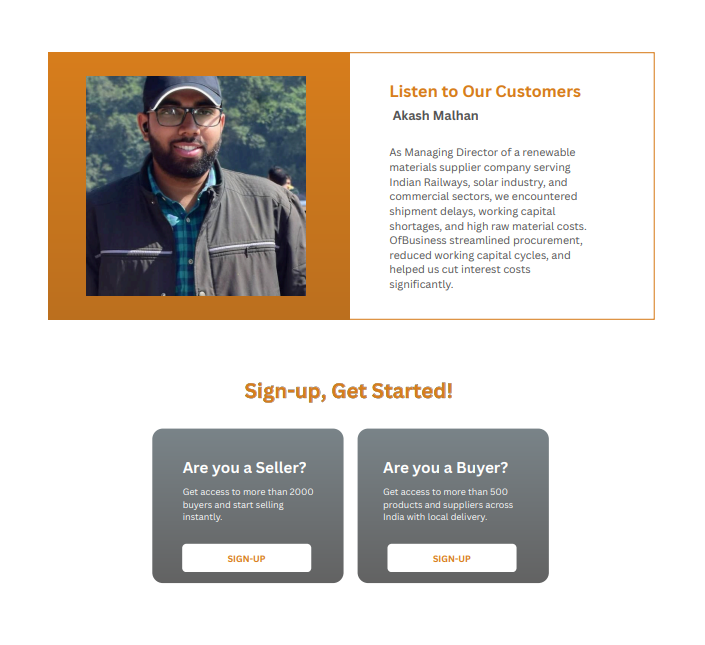 Listen to Our Customers
Akash Malhan
As Managing Director of a renewable
materials supplier company serving
Indian Railways, solar industry, and
commercial sectors, we encountered
shipment delays, working capital
shortages, and high raw material costs.
OfBusiness streamlined procurement,
reduced working capital cycles, and
helped us cut interest costs
significantly.
Sign-up, Get Started!
Are you a Seller?
Get access to more than 2000
buyers and start selling
instantly.
SIGN-UP
Are you a Buyer?
Get access to more than 500
products and suppliers across
India with local delivery.
SIGN-UP